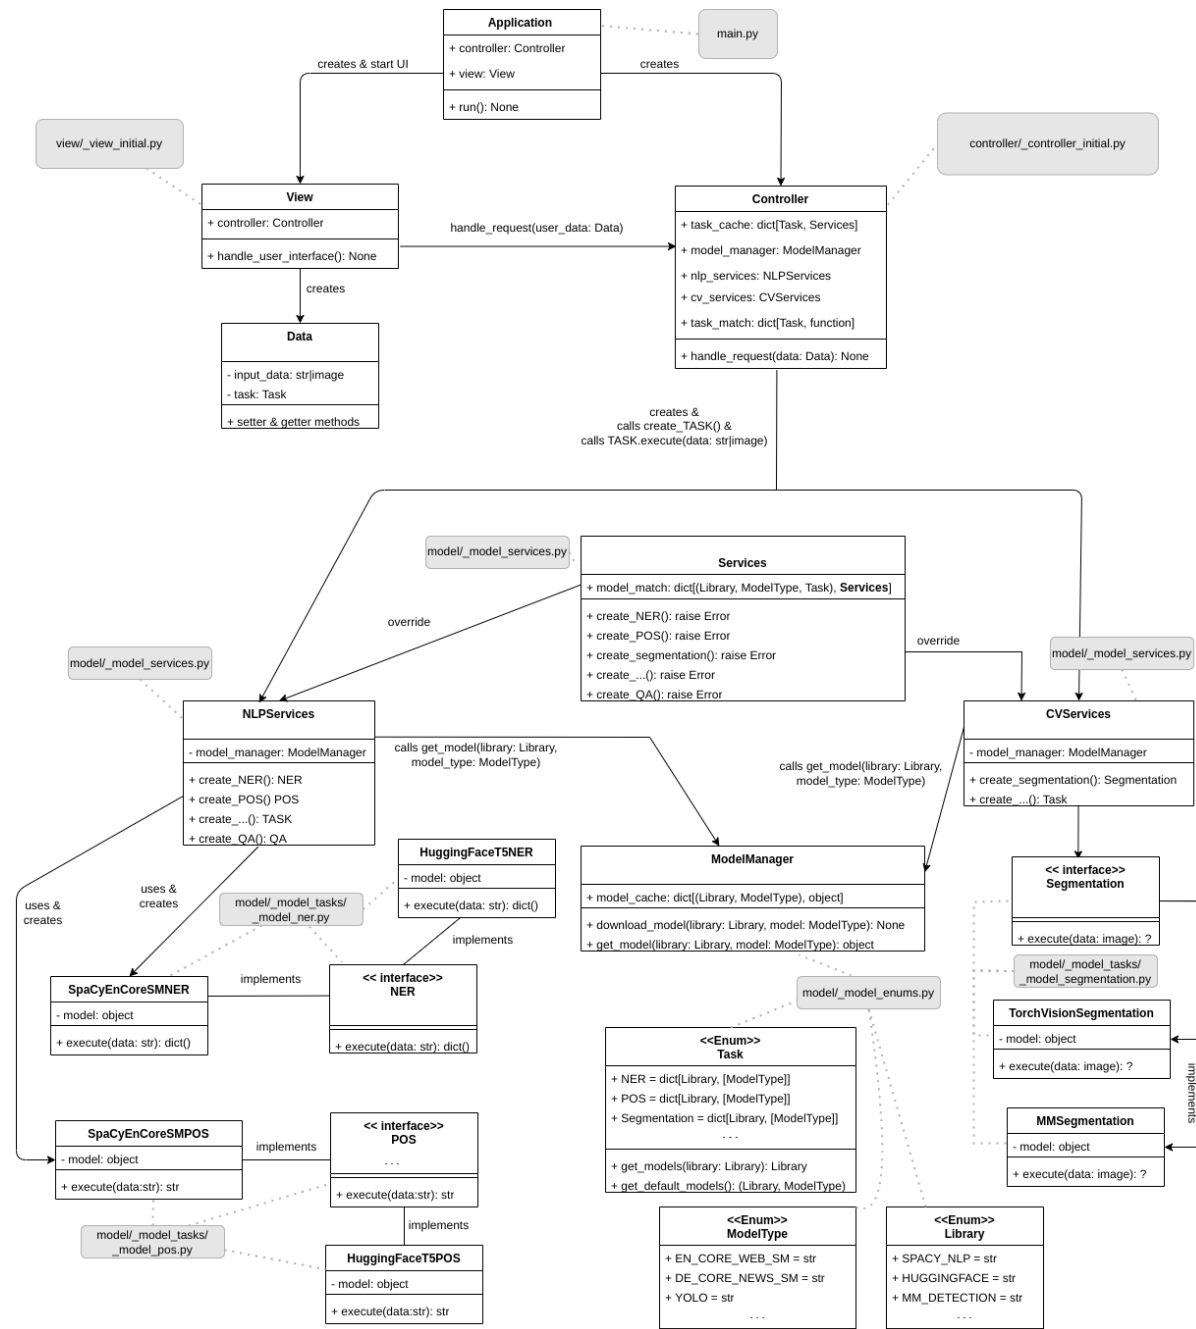 Application
+ controller: Controller
+ view: View
+ run(): None
main.py
creates & start UI
creates
view/_view_initial.py
controller/_controller_initial.py
View
+ controller: Controller
+ handle_user_interface(): None
handle_request(user_data: Data)
Controller
+ task_cache: dict[Task, Services]
+ model_manager: ModelManager
+ nlp_services: NLPServices
+ cv_services: CVServices
+ task_match: dict[Task, function]
+ handle_request(data: Data): None
creates
Data
- input_data: str|image
- task: Task
+ setter & getter methods
creates &
calls create_TASK() &
calls TASK.execute(data: str|image)
model/_model_services.py
Services
+ model_match: dict[(Library, ModelType, Task), Services]
+ create_NER(): raise Error
+ create_POS(): raise Error
+ create_segmentation(): raise Error
+ create_...(): raise Error
+ create_QA(): raise Error
override
override
model/_model_services.py
model/_model_services.py
NLPServices
- model_manager: ModelManager
+ create_NER(): NER
+ create_POS() POS
+ create_...(): TASK
+ create_QA(): QA
calls get_model(library: Library,
model_type: ModelType)
calls get_model(library: Library,
model_type: ModelType)
CVServices
- model_manager: ModelManager
+ create_segmentation(): Segmentation
+ create_...(): Task
HuggingFaceT5NER
- model: object
+ execute(data: str): dict()
ModelManager
+ model_cache: dict[(Library, ModelType), object]
+ download_model(library: Library, model: ModelType): None
+ get_model(library: Library, model: ModelType): object
<< interface>>
Segmentation
+ execute(data: image): ?
uses &
creates
uses &
creates
model/_model_tasks/
_model_ner.py
implements
model/_model_tasks/
_model_segmentation.py
SpaCyEnCoreSMNER
- model: object
+ execute(data: str): dict()
implements
<< interface>>
NER
+ execute(data: str): dict()
model/_model_enums.py
TorchVisionSegmentation
- model: object
+ execute(data: image): ?
<<Enum>>
Task
+ NER = dict[Library, [ModelType]]
+ POS = dict[Library, [ModelType]]
+ Segmentation = dict[Library, [ModelType]]
. . .
+ get_models(library: Library): Library
+ get_default_models(): (Library, ModelType)
implements
MMSegmentation
- model: object
+ execute(data: image): ?
SpaCyEnCoreSMPOS
- model: object
+ execute(data:str): str
implements
<< interface>>
POS
. . .
+ execute(data:str): str
implements
model/_model_tasks/
_model_pos.py
HuggingFaceT5POS
- model: object
+ execute(data:str): str
<<Enum>>
ModelType
+ EN_CORE_WEB_SM = str
+ DE_CORE_NEWS_SM = str
+ YOLO = str
. . .
<<Enum>>
Library
+ SPACY_NLP = str
+ HUGGINGFACE = str
+ MM_DETECTION = str
. . .